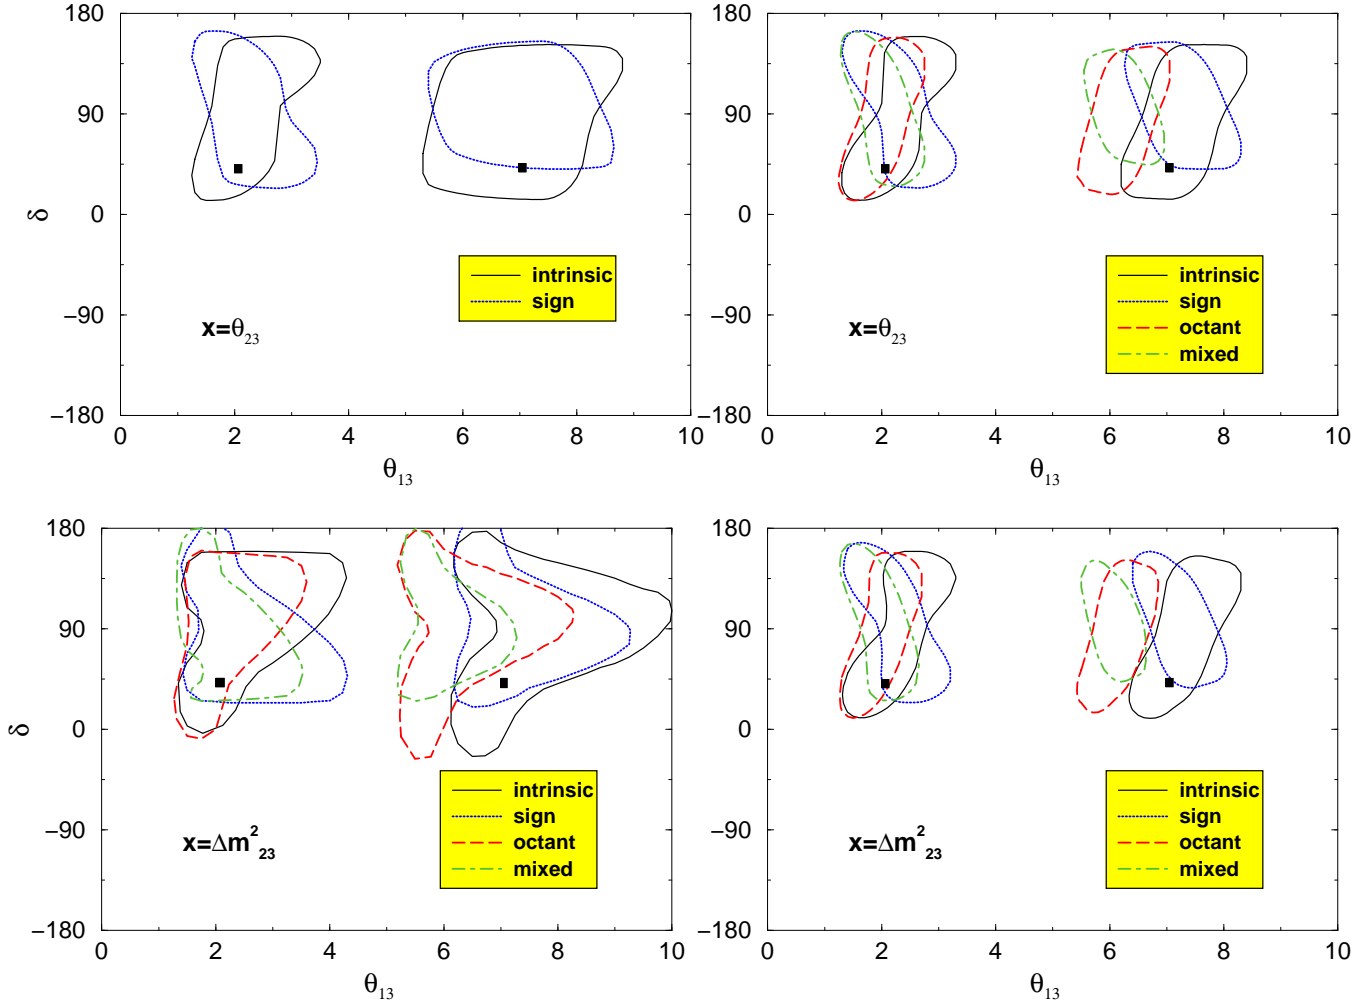 180
90
0
−90
−180
0
2
4
6
8
10
δ
θ13
x=θ23
intrinsic
sign
180
90
0
−90
−180
0
2
4
6
8
10
θ13
x=θ23
intrinsic
sign
octant
mixed
180
90
0
−90
−180
0
2
4
6
8
10
δ
θ13
x=Δm²23
intrinsic
sign
octant
mixed
180
90
0
−90
−180
0
2
4
6
8
10
θ13
x=Δm²23
intrinsic
sign
octant
mixed